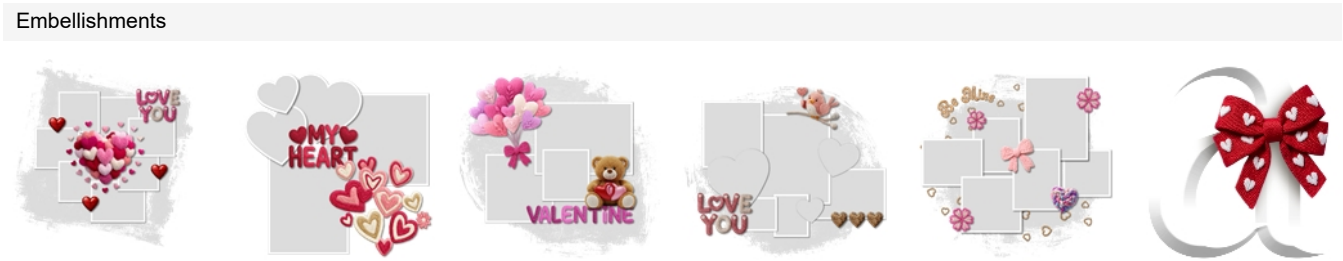 Embellishments
LOVE
YOU
MY
HEART
VALENTINE
LOVE
YOU
Be Mine
a